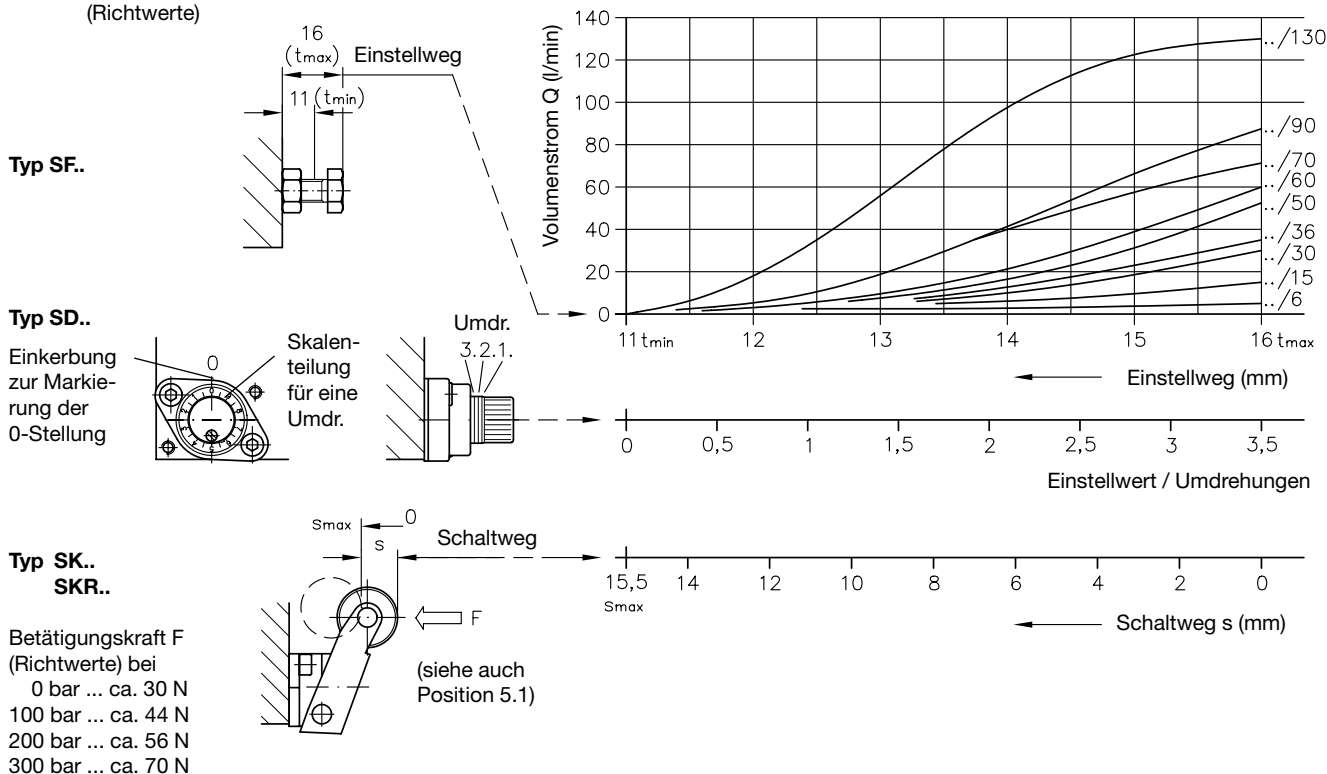 (Richtwerte)
16
(tmax)
Einstellweg
11 (tmin)
Typ SF..
Volumenstrom Q (l/min)
140
120
100
80
60
40
20
0
../130
../90
../70
../60
../50
../36
../30
../15
../6
11 tmin
12
13
14
15
16 tmax
Einstellweg (mm)
Typ SD..
Einkerbung
zur Markie-
rung der
0-Stellung
0
Skalen-
teilung
für eine
Umdr.
Umdr.
3.2.1.
0
0,5
1
1,5
2
2,5
3
3,5
Einstellwert / Umdrehungen
Typ SK..
SKR..
Smax
0
s
Schaltweg
F
15,5
Smax
14
12
10
8
6
4
2
0
Schaltweg s (mm)
Betätigungskraft F
(Richtwerte) bei
0 bar ... ca. 30 N
100 bar ... ca. 44 N
200 bar ... ca. 56 N
300 bar ... ca. 70 N
(siehe auch
Position 5.1)